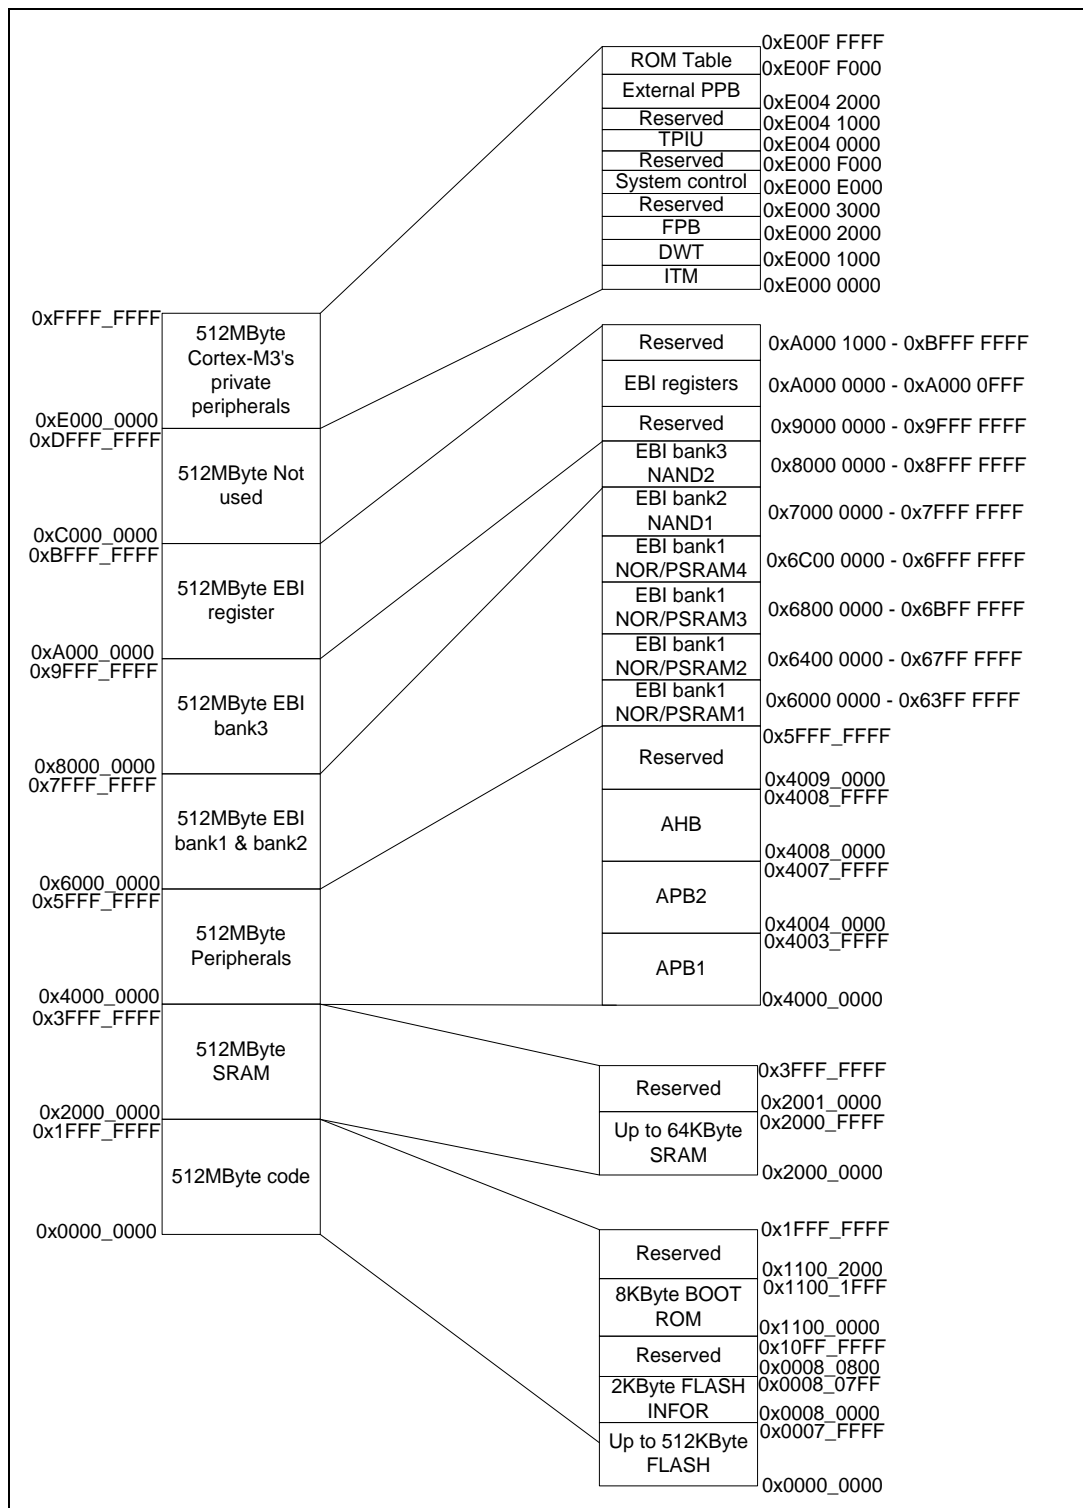 0xE00F FFFF
ROM Table
0xE00F F000
External PPB
0xE004 2000
Reserved
0xE004 1000
TPIU
0xE004 0000
Reserved
0xE000 F000
System control
0xE000 E000
Reserved
0xE000 3000
FPB
0xE000 2000
DWT
0xE000 1000
ITM
0xE000 0000
0xFFFF_FFFF
512MByte
Cortex-M3's
private
peripherals
0xE000_0000
0xDFFF_FFFF
512MByte Not
used
0xC000_0000
0xBFFF_FFFF
512MByte EBI
register
0xA000_0000
0x9FFF_FFFF
512MByte EBI
bank3
0x8000_0000
0x7FFF_FFFF
512MByte EBI
bank1 & bank2
0x6000_0000
0x5FFF_FFFF
512MByte
Peripherals
0x4000_0000
0x3FFF_FFFF
512MByte
SRAM
0x2000_0000
0x1FFF_FFFF
512MByte code
0x0000_0000
Reserved
0xA000 1000 - 0xBFFF FFFF
EBI registers
0xA000 0000 - 0xA000 0FFF
Reserved
0x9000 0000 - 0x9FFF FFFF
EBI bank3
NAND2
0x8000 0000 - 0x8FFF FFFF
EBI bank2
NAND1
0x7000 0000 - 0x7FFF FFFF
EBI bank1
NOR/PSRAM4
0x6C00 0000 - 0x6FFF FFFF
EBI bank1
NOR/PSRAM3
0x6800 0000 - 0x6BFF FFFF
EBI bank1
NOR/PSRAM2
0x6400 0000 - 0x67FF FFFF
EBI bank1
NOR/PSRAM1
0x6000 0000 - 0x63FF FFFF
0x5FFF_FFFF
Reserved
0x4009_0000
0x4008_FFFF
AHB
0x4008_0000
0x4007_FFFF
APB2
0x4004_0000
0x4003_FFFF
APB1
0x4000_0000
0x3FFF_FFFF
Reserved
0x2001_0000
0x2000_FFFF
Up to 64KByte
SRAM
0x2000_0000
0x1FFF_FFFF
Reserved
0x1100_2000
0x1100_1FFF
8KByte BOOT
ROM
0x1100_0000
0x10FF_FFFF
Reserved
0x0008_0800
0x0008_07FF
2KByte FLASH
INFOR
0x0008_0000
0x0007_FFFF
Up to 512KByte
FLASH
0x0000_0000